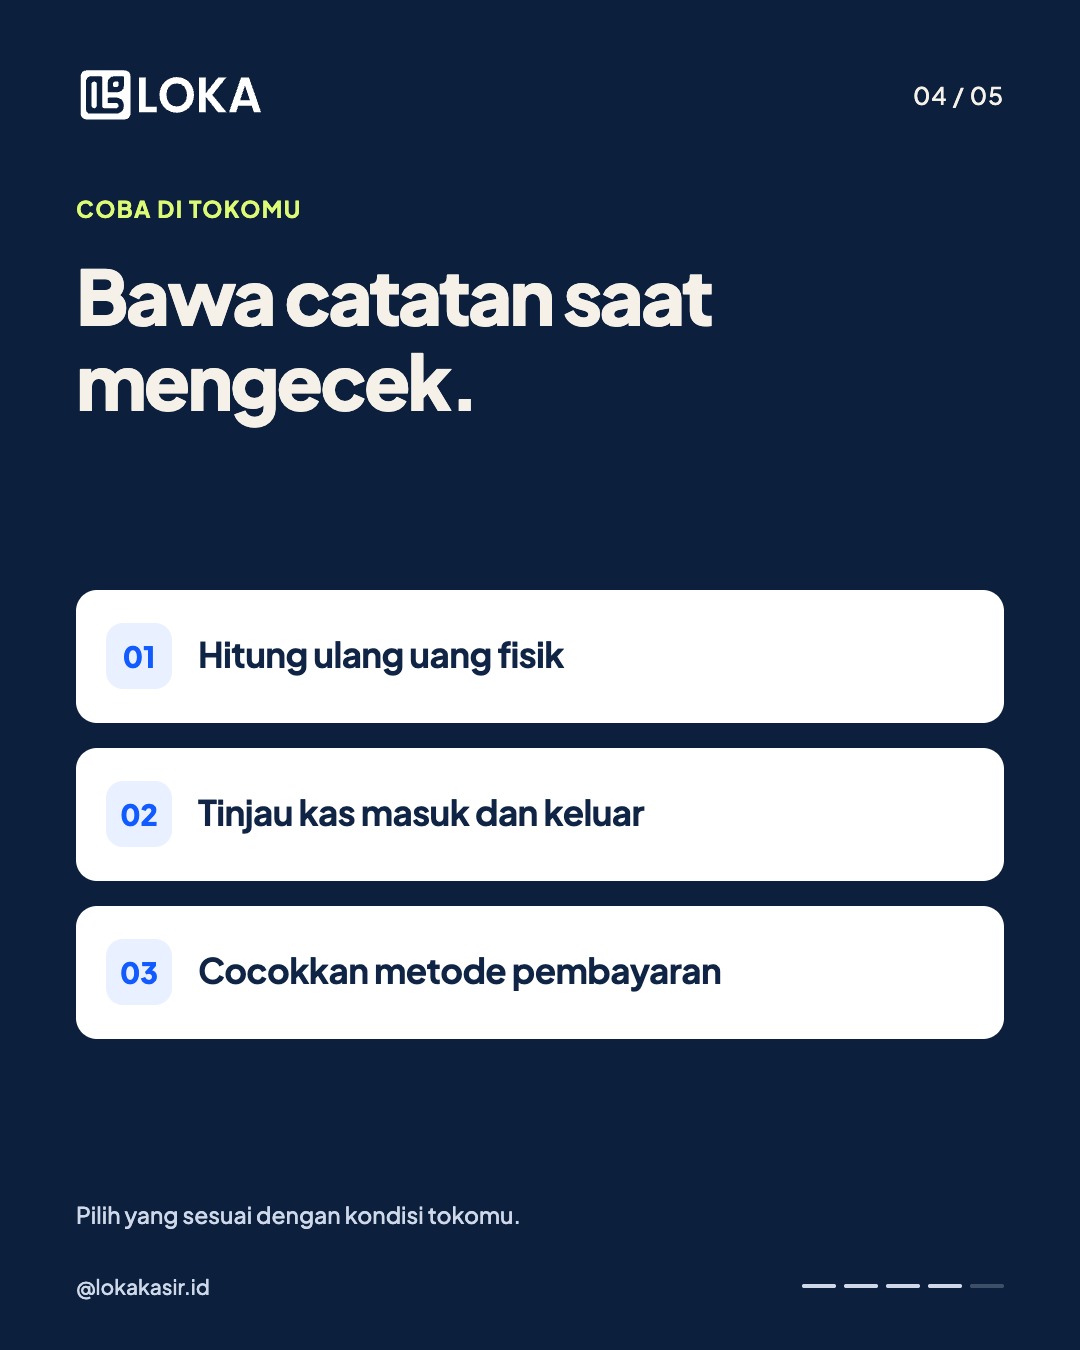 LOKA
04 / 05
COBA DI TOKOMU
Bawa catatan saat
mengecek.
01 Hitung ulang uang fisik
02 Tinjau kas masuk dan keluar
03 Cocokkan metode pembayaran
Pilih yang sesuai dengan kondisi tokomu.
@lokakasir.id